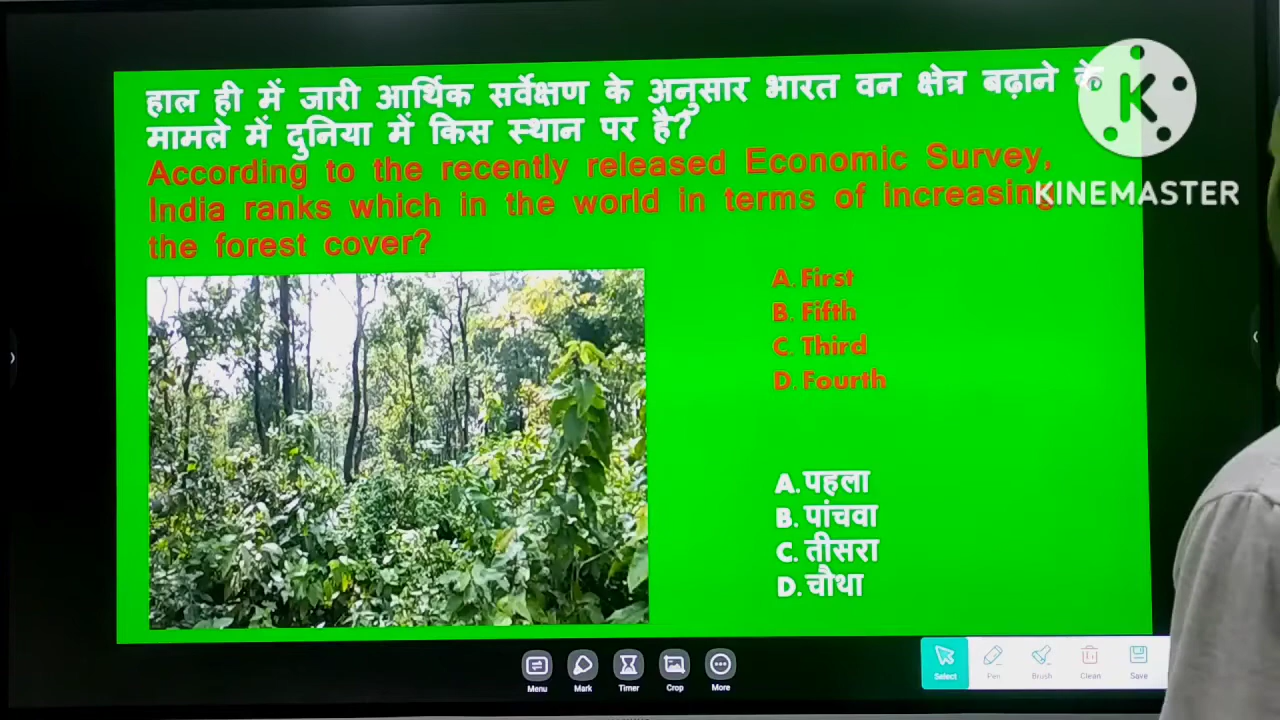 हाल ही में जारी आर्थिक सर्वेक्षण के अनुसार भारत वन क्षेत्र बढ़ाने के
मामले में दुनिया में किस स्थान पर है?
According to the recently released Economic Survey,
India ranks which in the world in terms of increasing
the forest cover?
K
KINEMASTER
A. First
B. Fifth
C. Third
D. Fourth
A. पहला
B. पांचवा
C. तीसरा
D. चौथा
Menu Mark Timer Crop More
Select Pen Brush Clean Save